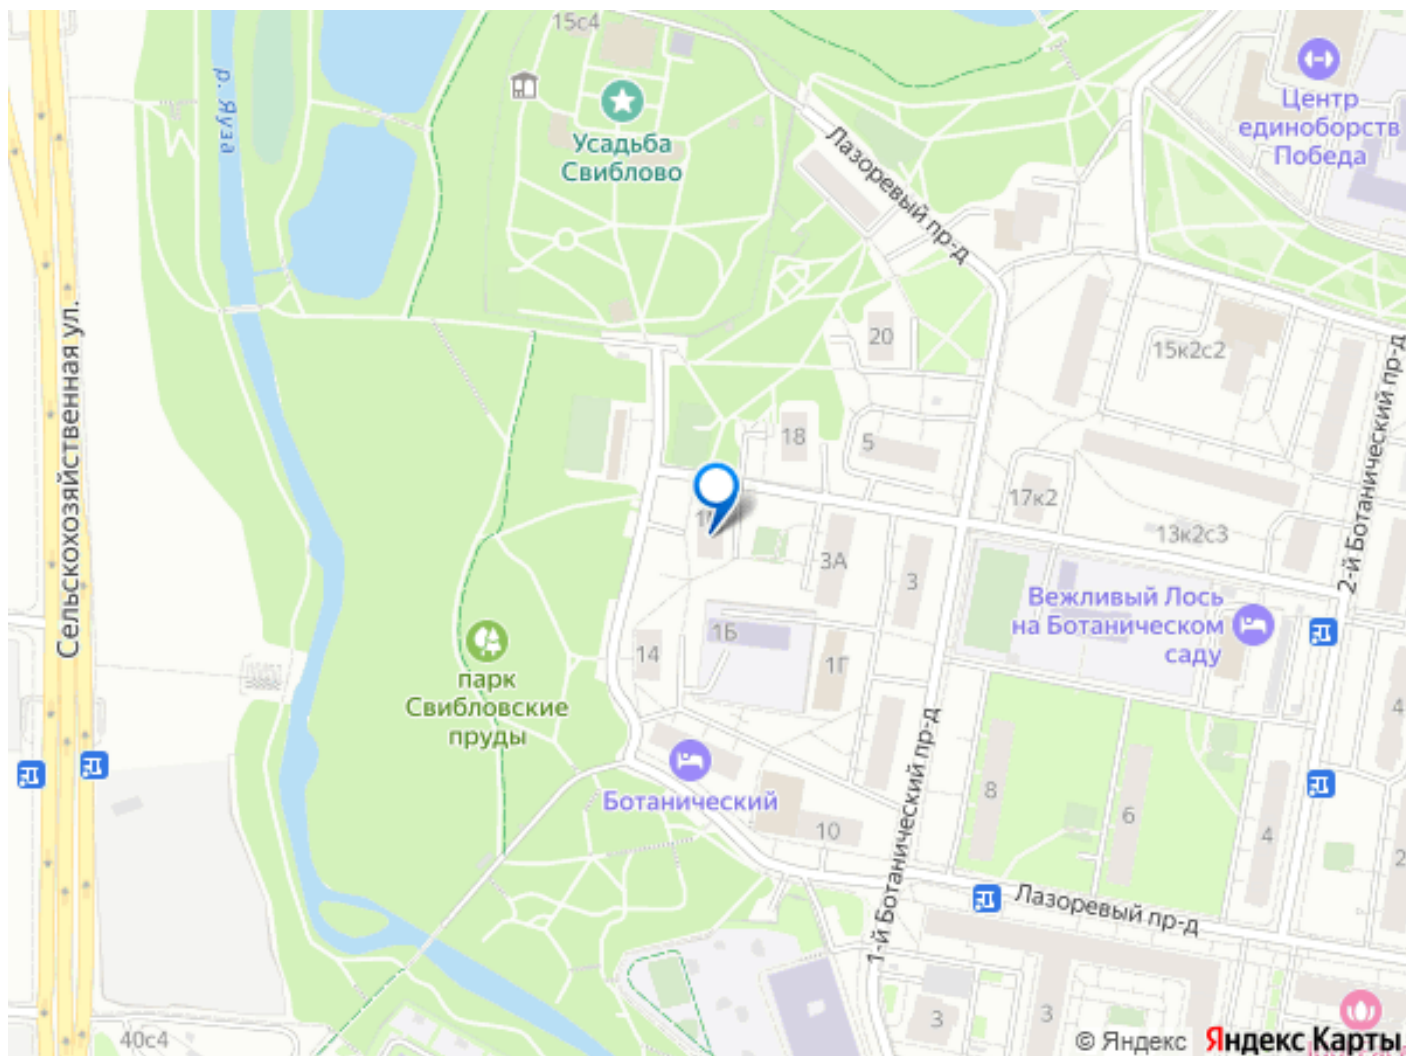 15с4
р. Яуза
Усадьба
Свиблово
Центр
единоборств
Победа
Лазоревый пр-д
Сельскохозяйственная ул.
20
15к2с2
2-й Ботанический пр-д
18
5
17к2
13к2с3
3А
3
Вежливый Лось
на Ботаническом
саду
1Б
14
1Г
парк
Свибловские
пруды
4
1-й Ботанический пр-д
Ботанический
8
6
10
4
2
Лазоревый пр-д
40с4
3
3
© Яндекс
Яндекс Карты